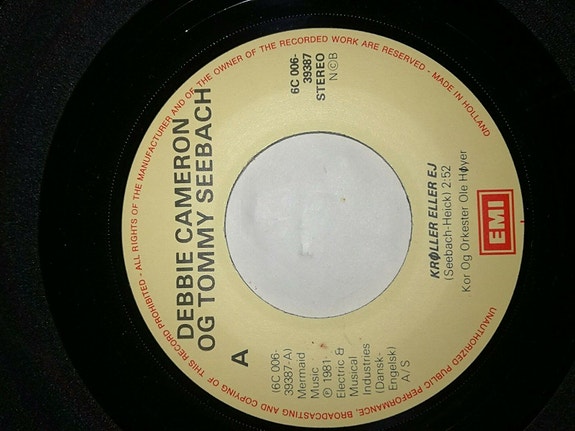 UNAUTHORIZED PUBLIC PERFORMANCE, BROADCASTING AND COPYING OF THIS RECORD PROHIBITED - ALL RIGHTS OF THE MANUFACTURER AND OF THE OWNER OF THE RECORDED WORK ARE RESERVED - MADE IN HOLLAND
DEBBIE CAMERON
OG TOMMY SEEBACH
A
(6C 006-
39387-A)
Mermaid
Music
℗ 1981
Electric &
Musical
Industries
(Dansk-
Engelsk)
A/S
6C 006-
39387
STEREO
N©B
KRØLLER ELLER EJ
(Seebach-Heick) 2:52
Kor Og Orkester Ole Høyer
EMI